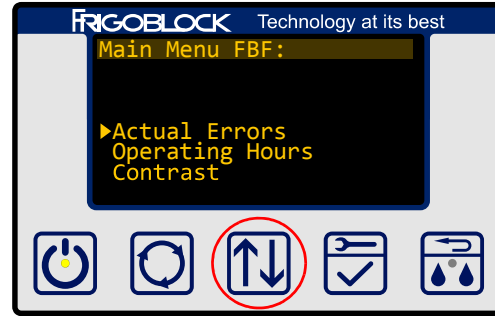 FRIGOBLOCK Technology at its best
Main Menu FBF:
Actual Errors
Operating Hours
Contrast